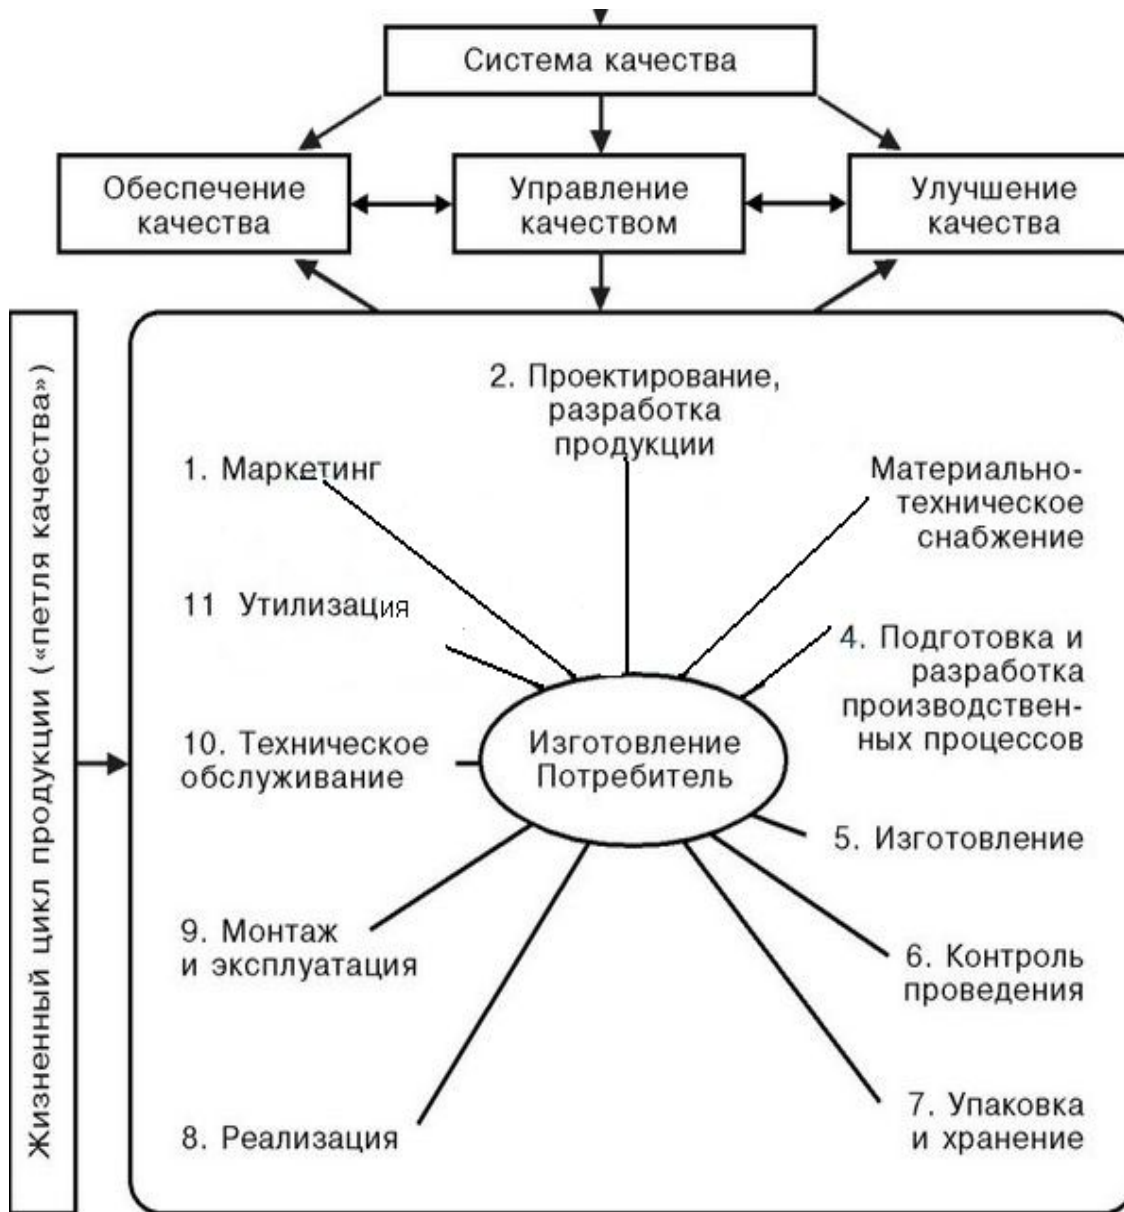 Система качества
Обеспечение
качества
Управление
качеством
Улучшение
качества
Жизненный цикл продукции («петля качества»)
2. Проектирование,
разработка
продукции
1. Маркетинг
Материально-
техническое
снабжение
11 Утилизация
4. Подготовка и
разработка
производствен-
ных процессов
10. Техническое
обслуживание
Изготовление
Потребитель
5. Изготовление
9. Монтаж
и эксплуатация
6. Контроль
проведения
8. Реализация
7. Упаковка
и хранение